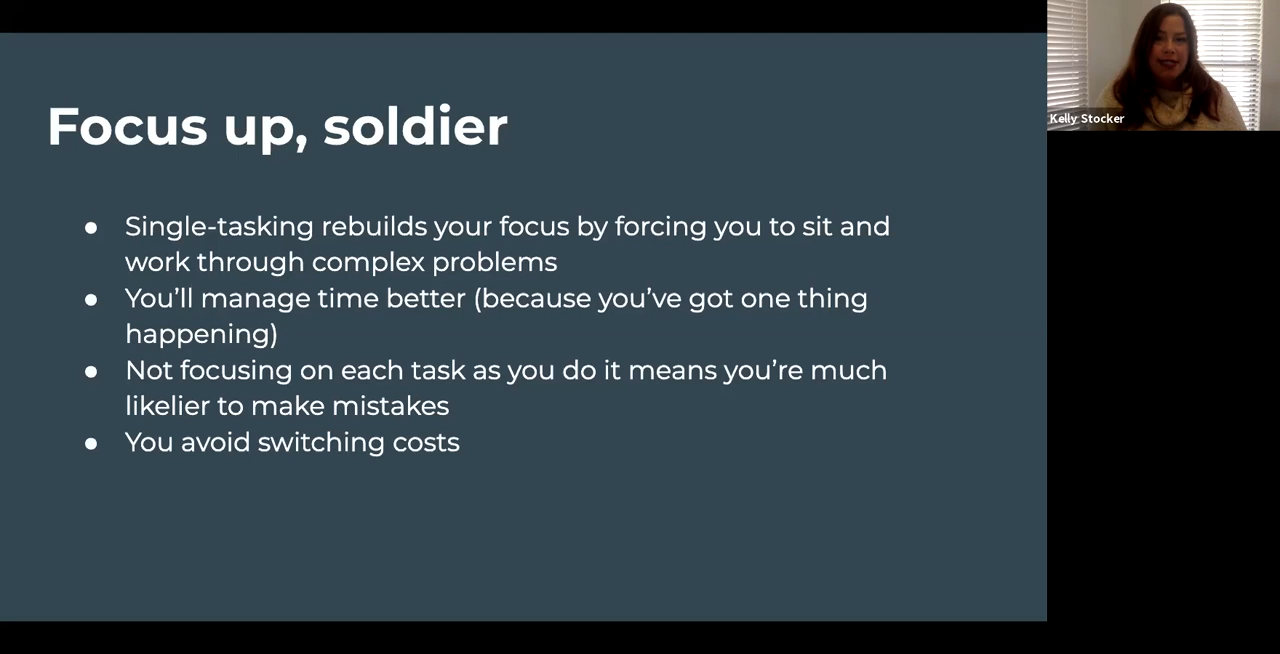 Focus up, soldier
● Single-tasking rebuilds your focus by forcing you to sit and
work through complex problems
● You’ll manage time better (because you’ve got one thing
happening)
● Not focusing on each task as you do it means you’re much
likelier to make mistakes
● You avoid switching costs
Kelly Stocker